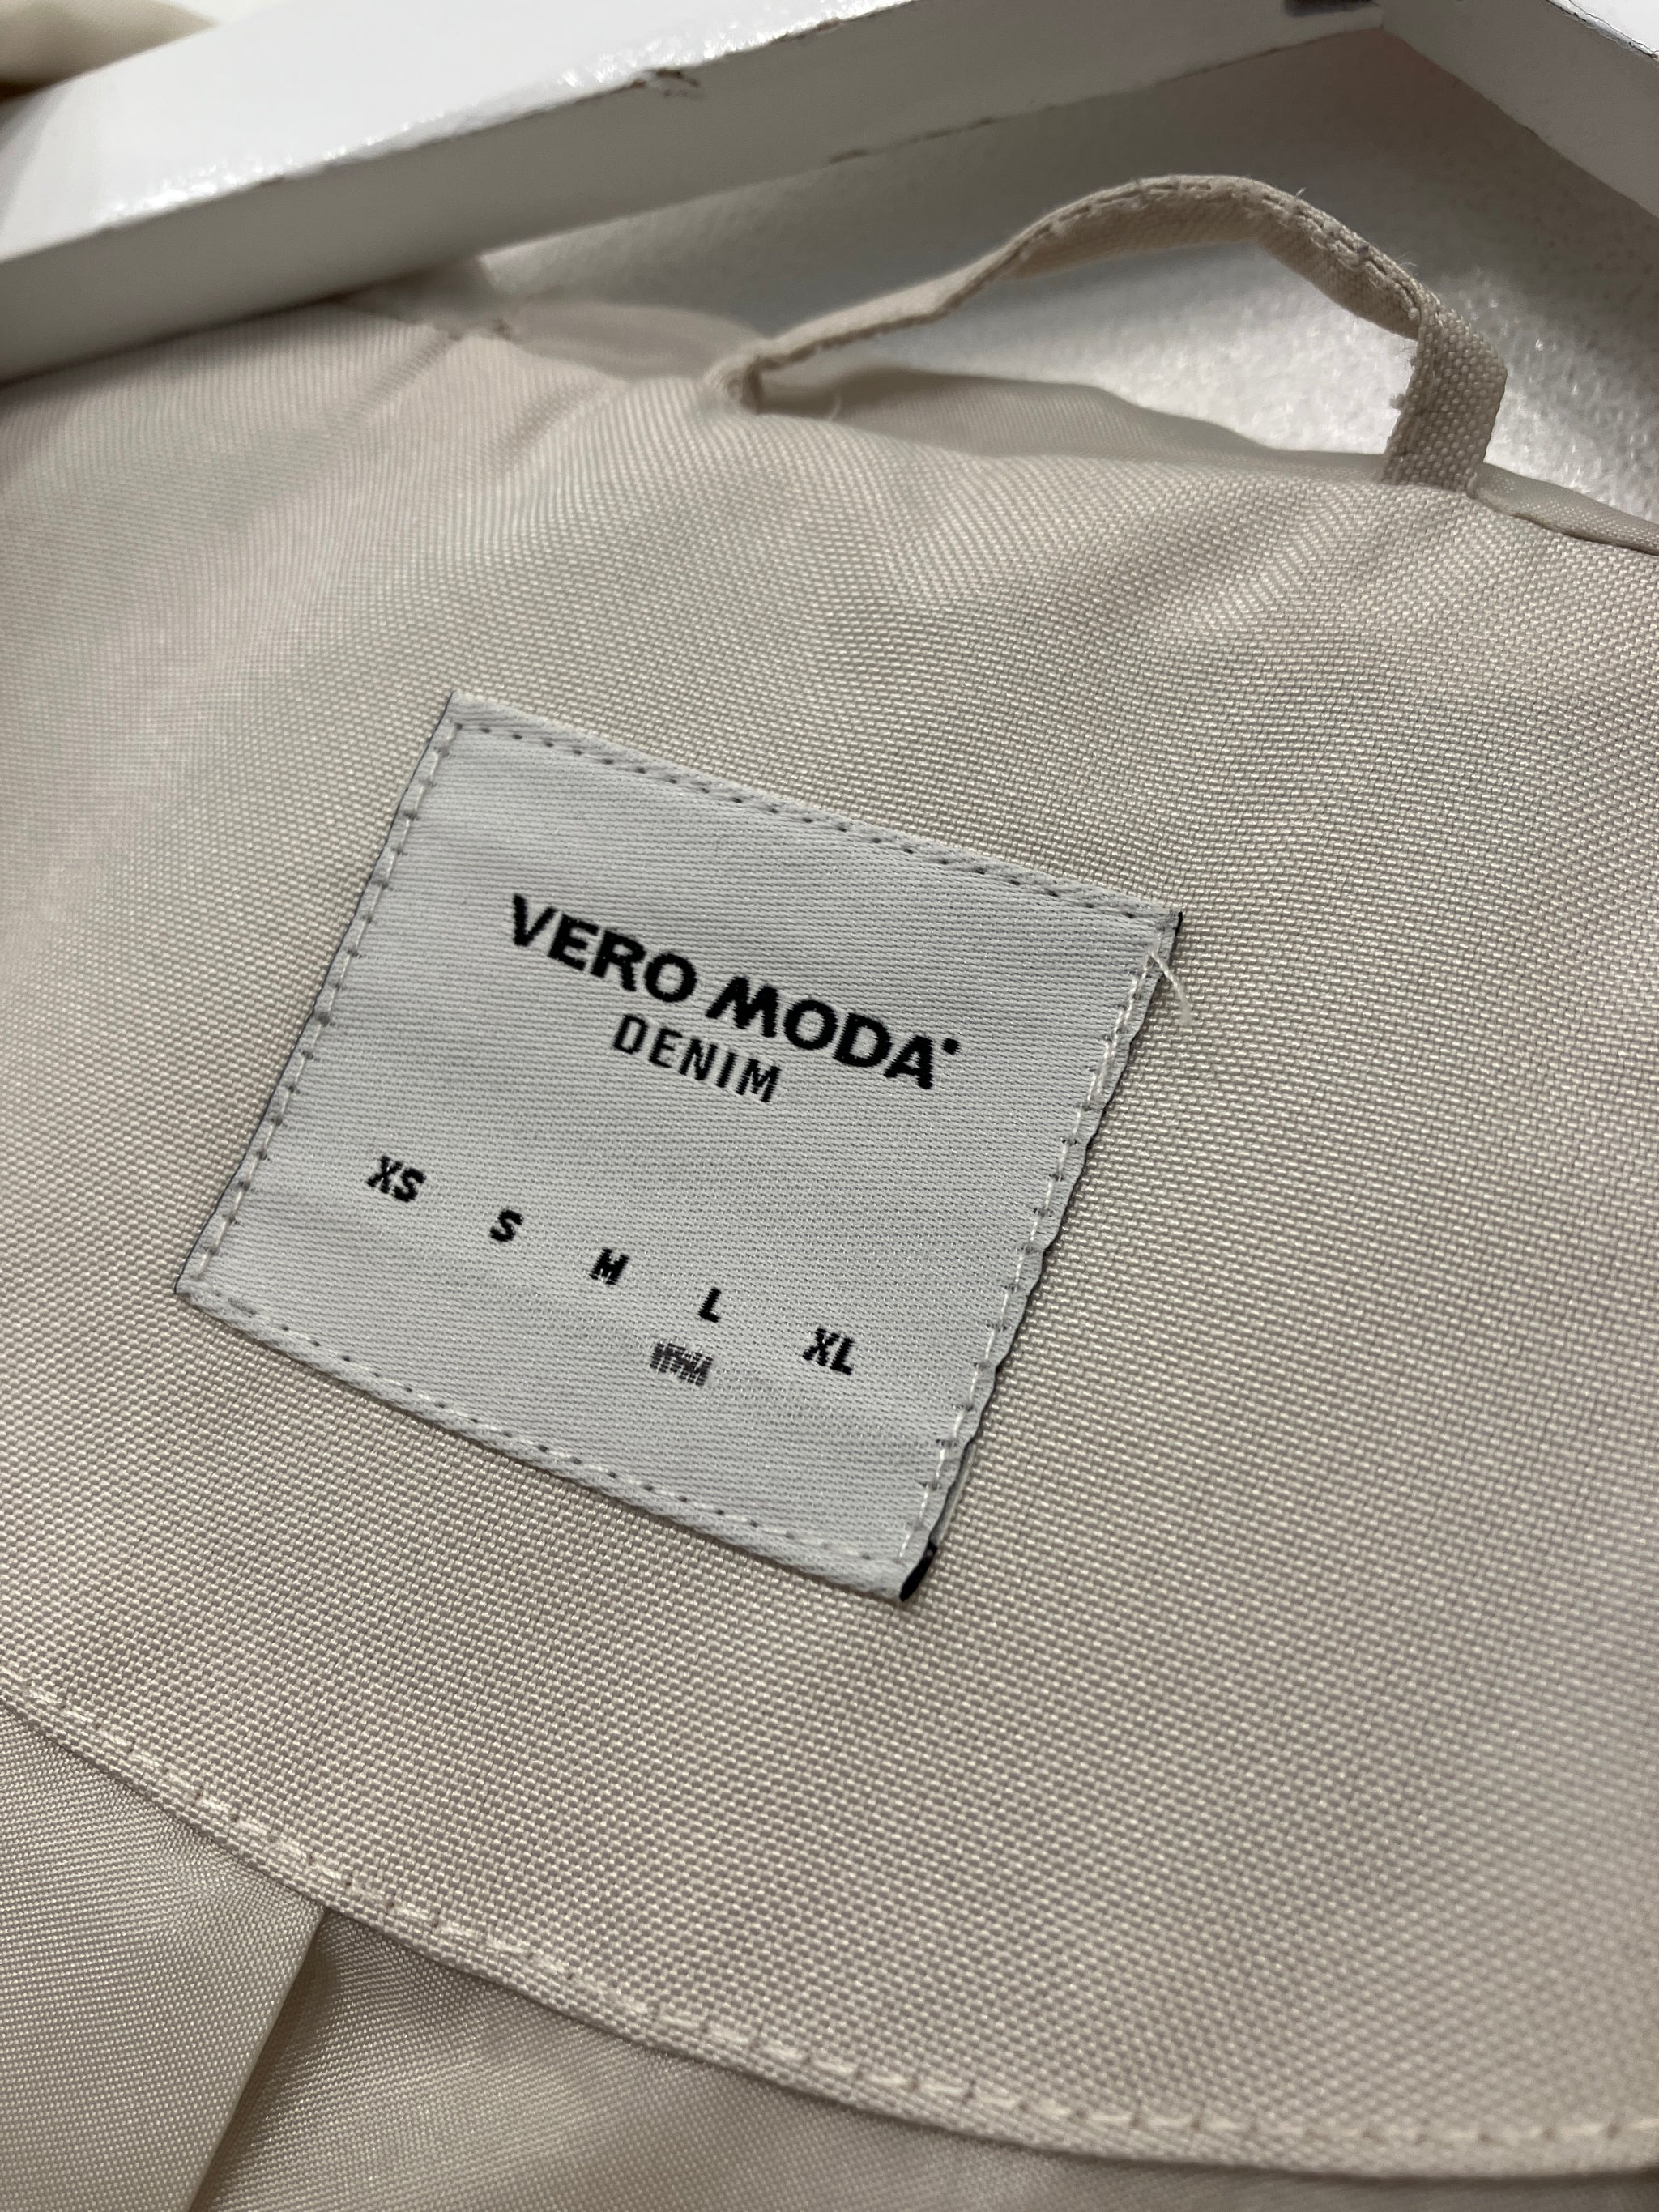 VERO MODA
DENIM
XS S M L XL